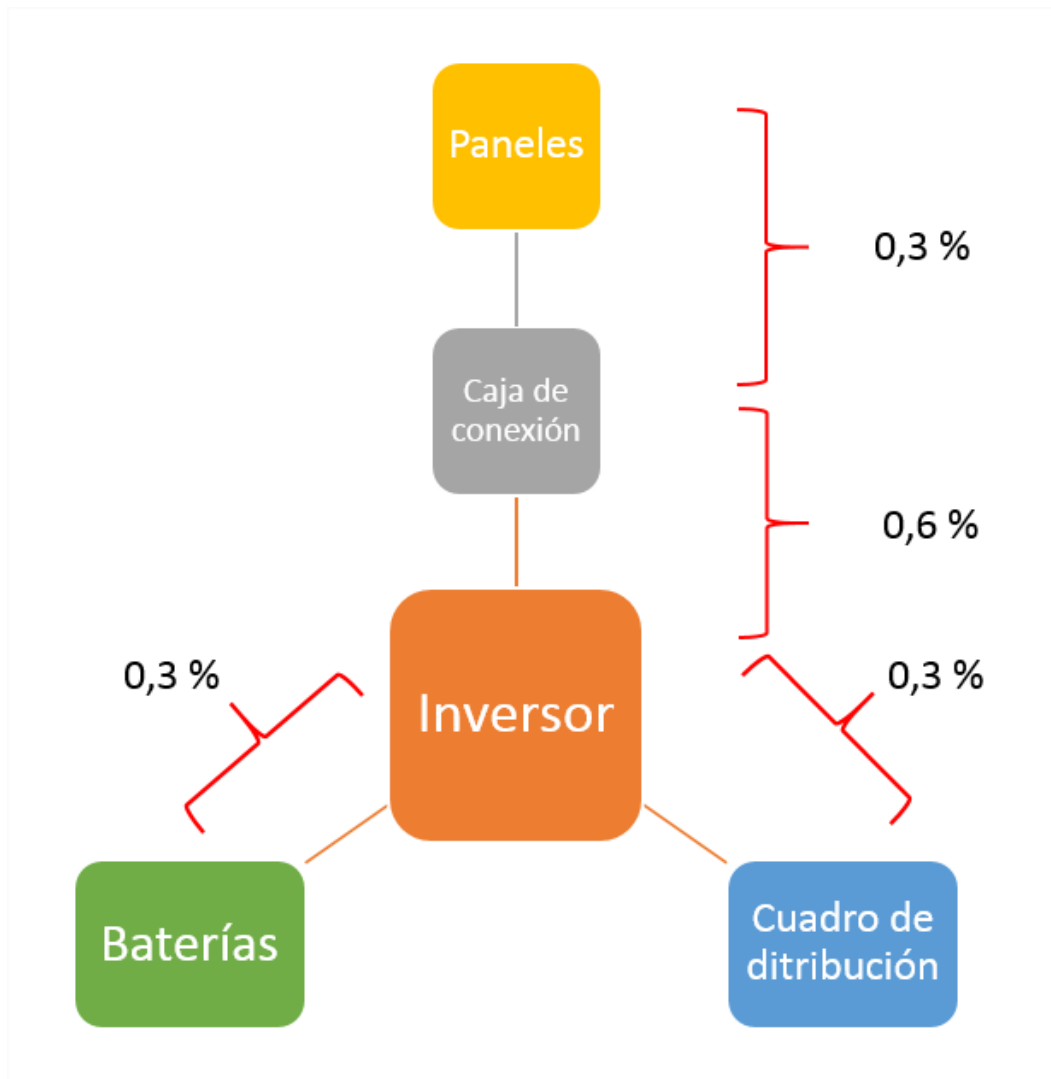 Paneles
0,3 %
Caja de
conexión
0,6 %
0,3 %
0,3 %
Inversor
Baterías
Cuadro de
ditribución